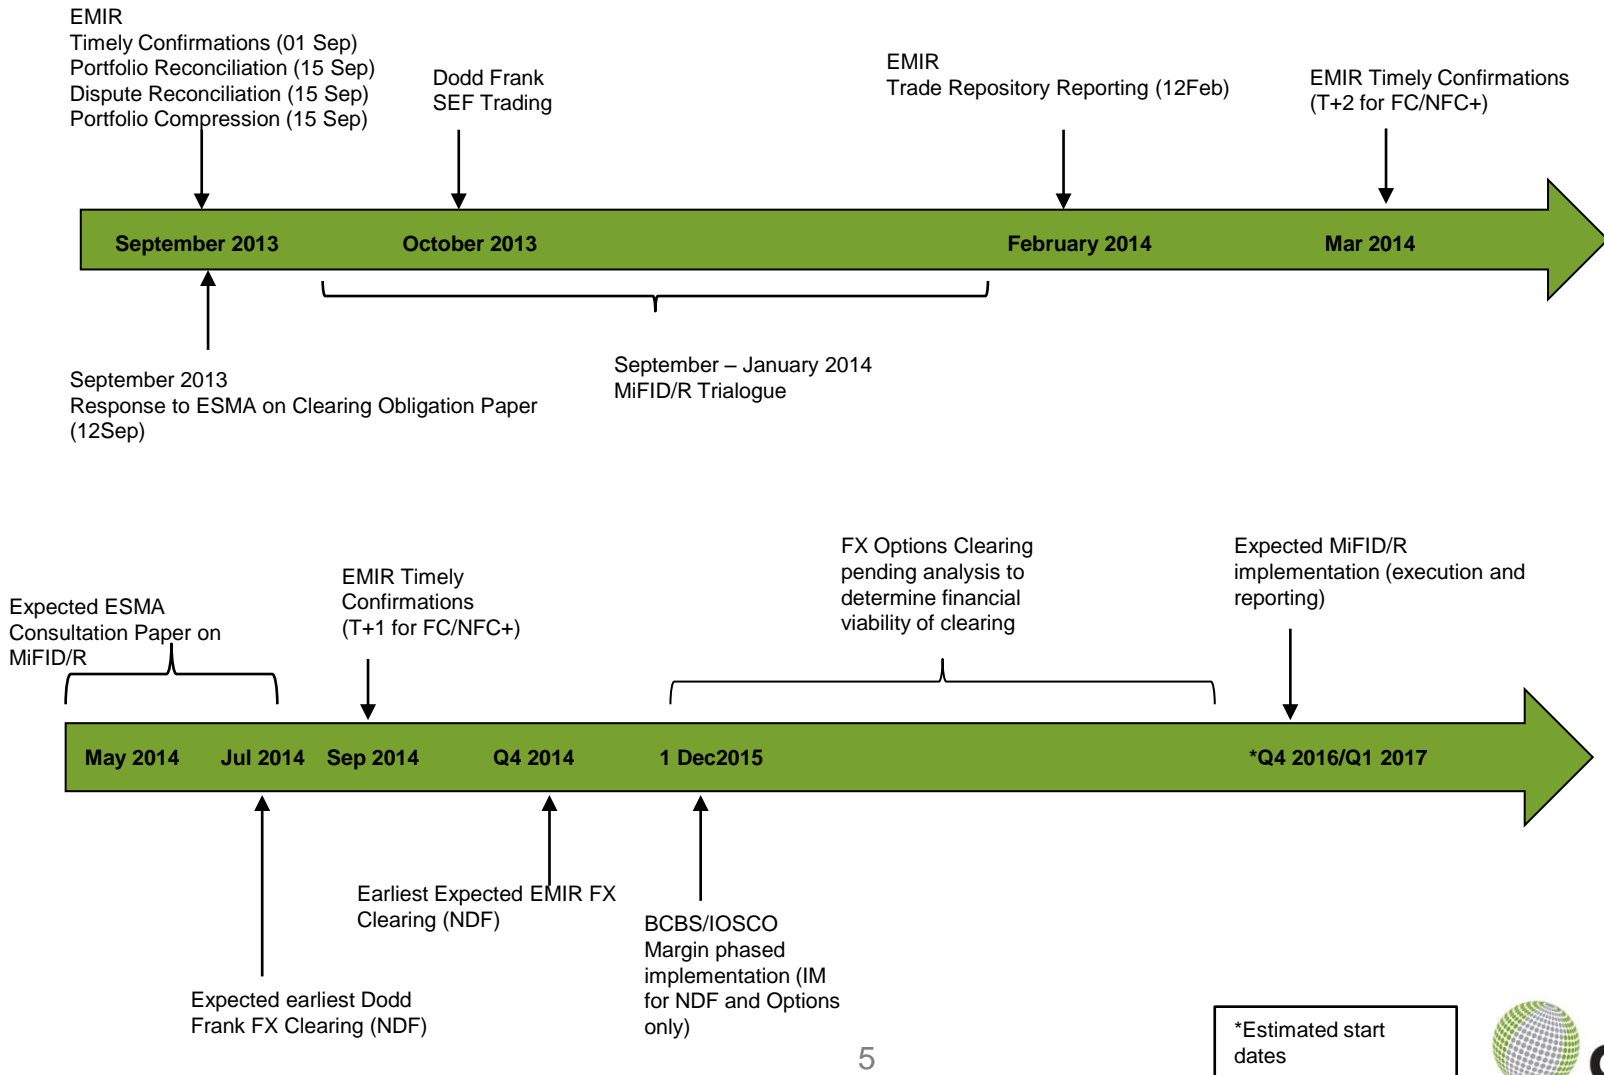 EMIR
Timely Confirmations (01 Sep)
Portfolio Reconciliation (15 Sep)
Dispute Reconciliation (15 Sep)
Portfolio Compression (15 Sep)
Dodd Frank
SEF Trading
EMIR
Trade Repository Reporting (12Feb)
EMIR Timely Confirmations
(T+2 for FC/NFC+)
September 2013
October 2013
February 2014
Mar 2014
September 2013
Response to ESMA on Clearing Obligation Paper
(12Sep)
September – January 2014
MiFID/R Trialogue
Expected ESMA
Consultation Paper on
MiFID/R
EMIR Timely
Confirmations
(T+1 for FC/NFC+)
FX Options Clearing
pending analysis to
determine financial
viability of clearing
Expected MiFID/R
implementation (execution and
reporting)
May 2014
Jul 2014
Sep 2014
Q4 2014
1 Dec2015
*Q4 2016/Q1 2017
Expected earliest Dodd
Frank FX Clearing (NDF)
Earliest Expected EMIR FX
Clearing (NDF)
BCBS/IOSCO
Margin phased
implementation (IM
for NDF and Options
only)
*Estimated start
dates
5